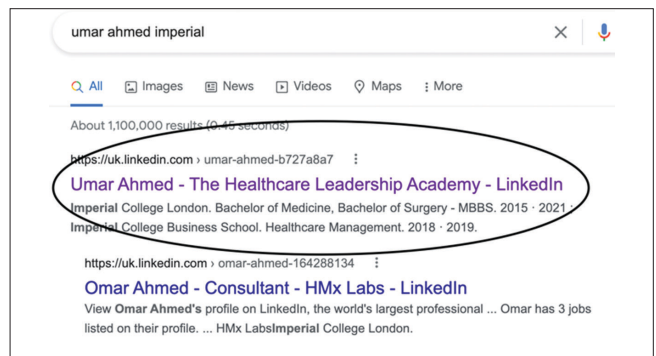 umar ahmed imperial
All Images News Videos Maps More
About 1,100,000 results (0.45 seconds)
https://uk.linkedin.com › umar-ahmed-b727a8a7
Umar Ahmed - The Healthcare Leadership Academy - LinkedIn
Imperial College London. Bachelor of Medicine, Bachelor of Surgery - MBBS. 2015 · 2021 ·
Imperial College Business School. Healthcare Management. 2018 · 2019.
https://uk.linkedin.com › omar-ahmed-164288134
Omar Ahmed - Consultant - HMx Labs - LinkedIn
View Omar Ahmed's profile on LinkedIn, the world's largest professional ... Omar has 3 jobs
listed on their profile. ... HMx LabsImperial College London.